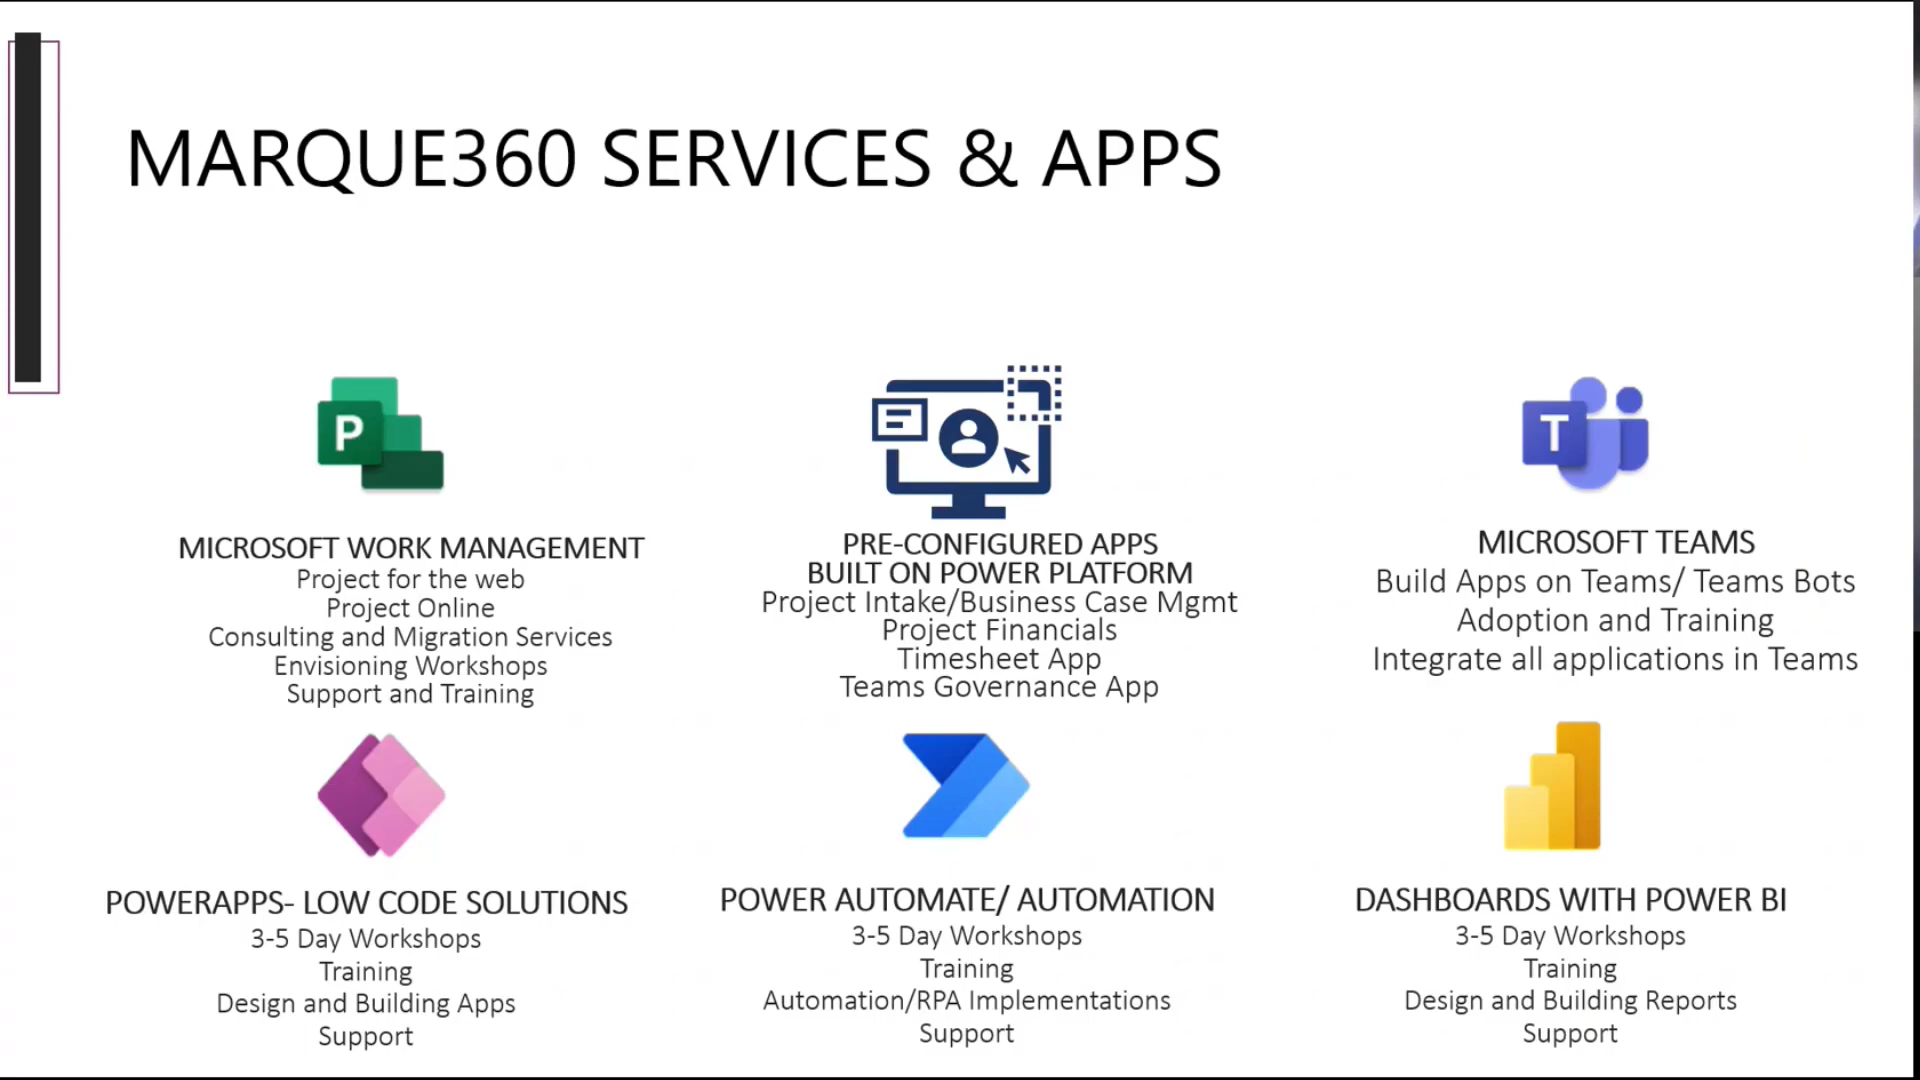 MARQUE360 SERVICES & APPS
P
MICROSOFT WORK MANAGEMENT
Project for the web
Project Online
Consulting and Migration Services
Envisioning Workshops
Support and Training
PRE-CONFIGURED APPS
BUILT ON POWER PLATFORM
Project Intake/Business Case Mgmt
Project Financials
Timesheet App
Teams Governance App
T
MICROSOFT TEAMS
Build Apps on Teams/ Teams Bots
Adoption and Training
Integrate all applications in Teams
POWERAPPS- LOW CODE SOLUTIONS
3-5 Day Workshops
Training
Design and Building Apps
Support
POWER AUTOMATE/ AUTOMATION
3-5 Day Workshops
Training
Automation/RPA Implementations
Support
DASHBOARDS WITH POWER BI
3-5 Day Workshops
Training
Design and Building Reports
Support